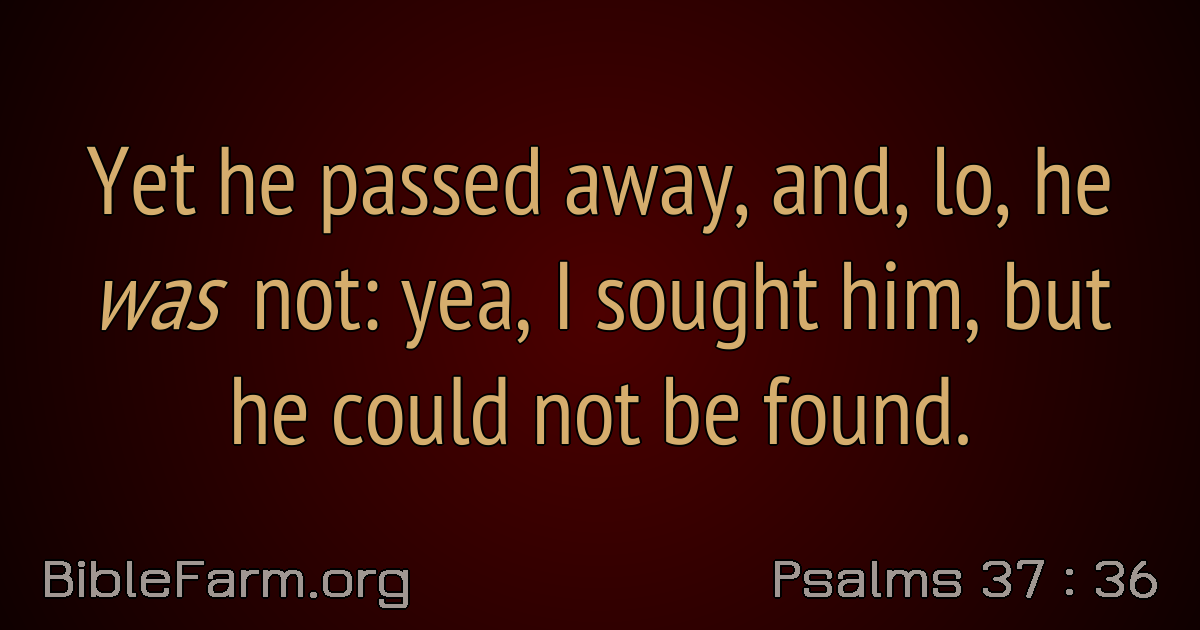 Yet he passed away, and, lo, he
was not: yea, I sought him, but
he could not be found.
BibleFarm.org
Psalms 37 : 36